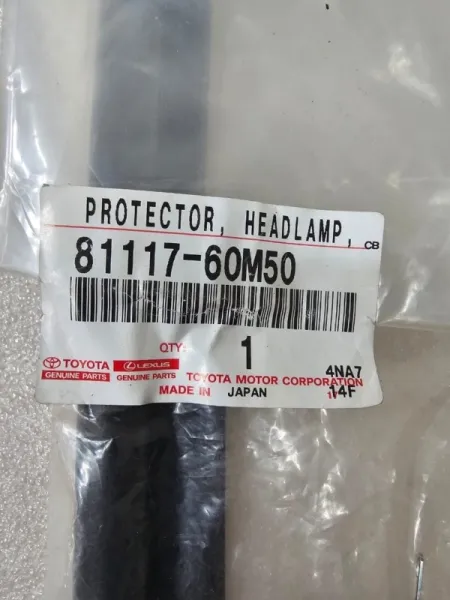 PROTECTOR, HEADLAMP, CB
81117-60M50
QTY: 1
TOYOTA LEXUS 4NA7
GENUINE PARTS GENUINE PARTS TOYOTA MOTOR CORPORATION
MADE IN JAPAN 14F